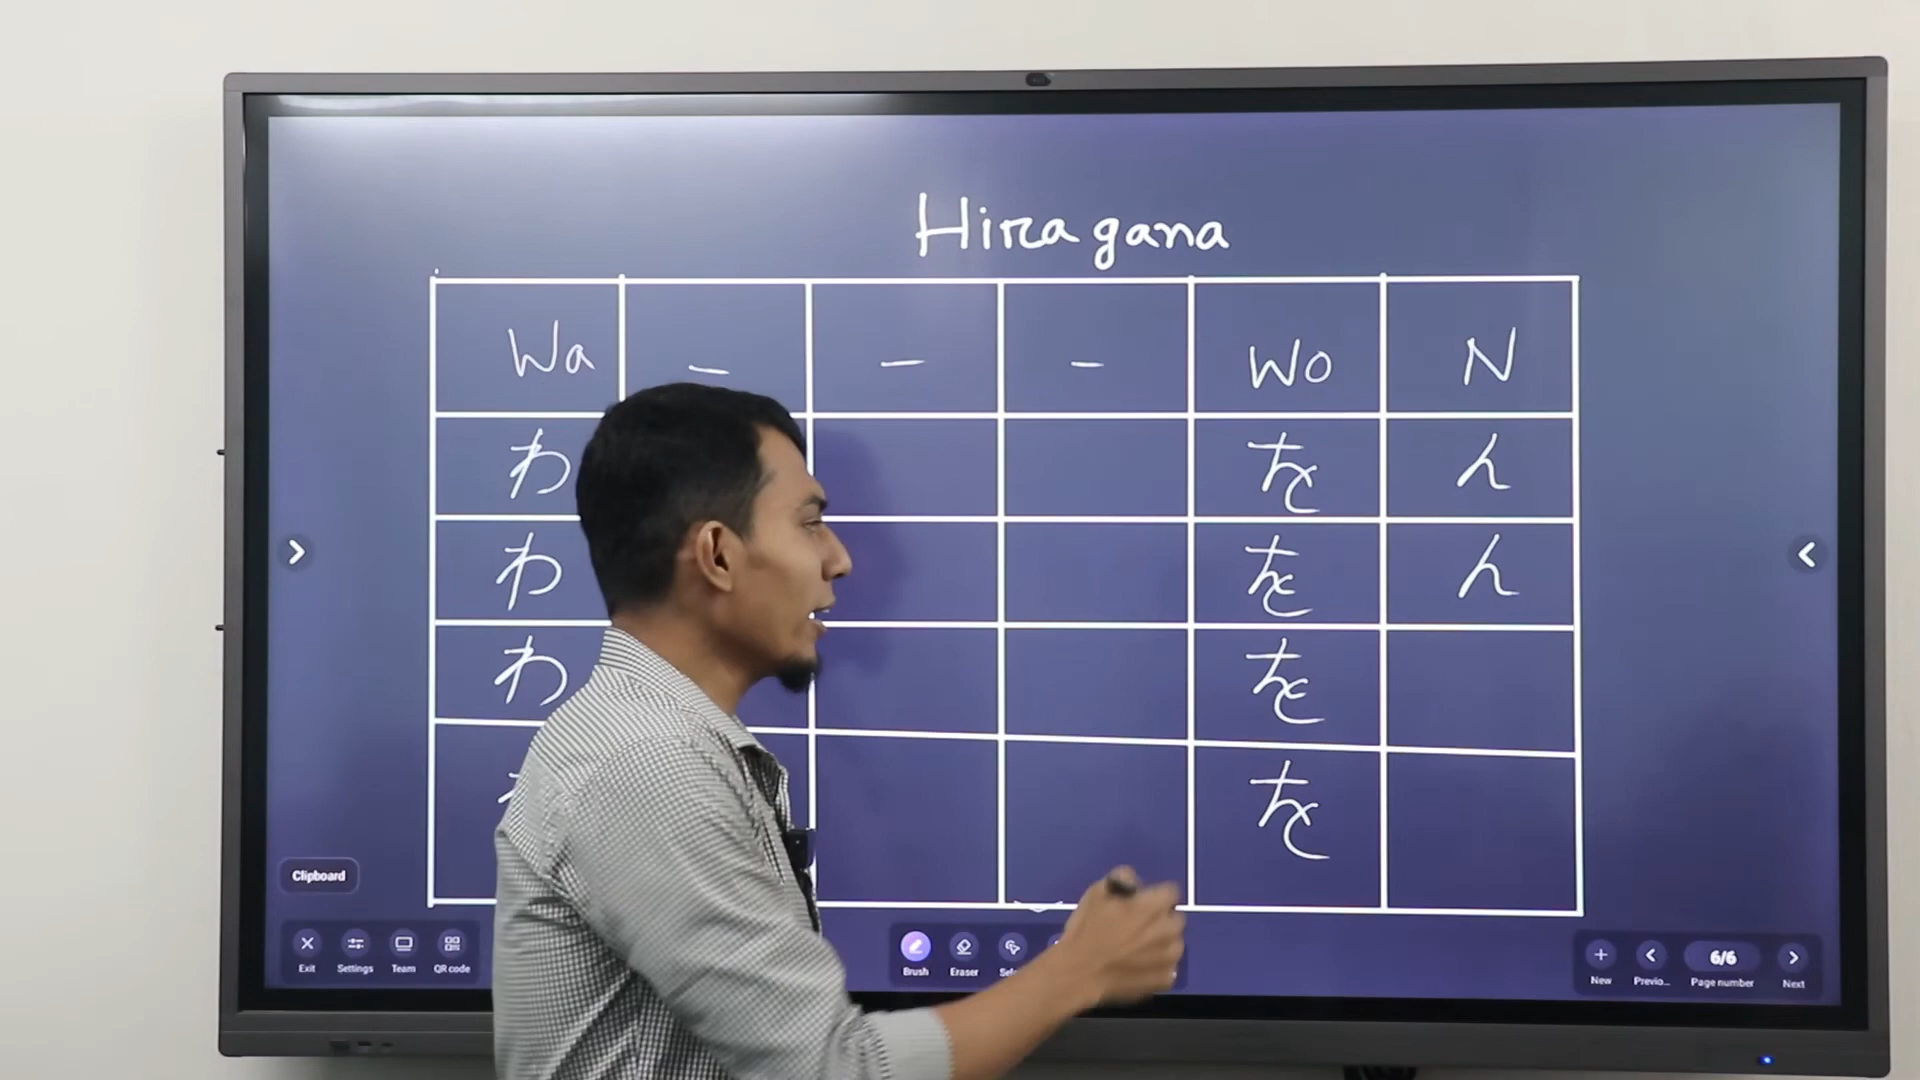 Hiragana
Wa - - - Wo N
わ を ん
わ を ん
わ を
を
Clipboard
Exit Settings Team QR code
Brush Eraser
New Previo... 6/6 Page number Next